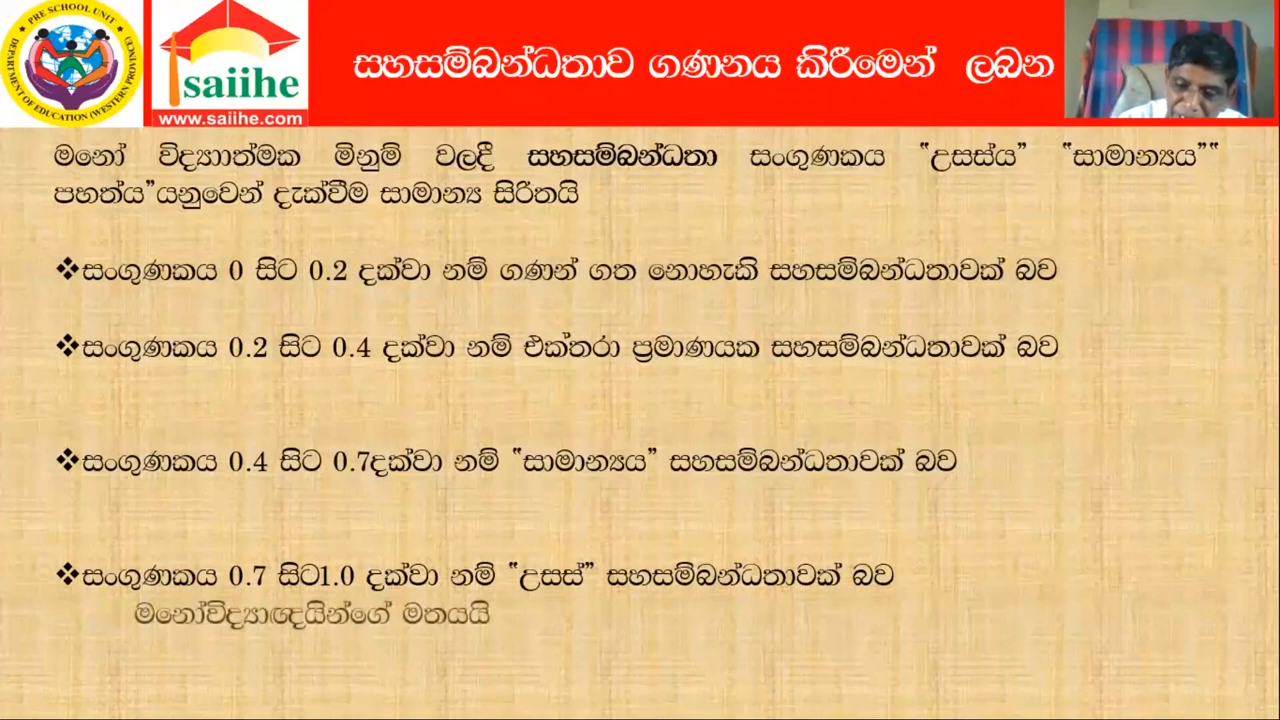 PRE SCHOOL UNIT
DEPARTMENT OF EDUCATION (WESTERN PROVINCE)
saiihe
www.saiihe.com
සහසම්බන්ධතාව ගණනය කිරීමෙන් ලබන
මනෝ විද්‍යාාත්මක මිනුම් වලදී සහසම්බන්ධතා සංගුණකය “උසස්ය” “සාමාන්‍යය”“
පහත්ය”යනුවෙන් දැක්වීම සාමාන්‍ය සිරිතයි
❖සංගුණකය 0 සිට 0.2 දක්වා නම් ගණන් ගත නොහැකි සහසම්බන්ධතාවක් බව
❖සංගුණකය 0.2 සිට 0.4 දක්වා නම් එක්තරා ප්‍රමාණයක සහසම්බන්ධතාවක් බව
❖සංගුණකය 0.4 සිට 0.7දක්වා නම් “සාමාන්‍යය” සහසම්බන්ධතාවක් බව
❖සංගුණකය 0.7 සිට1.0 දක්වා නම් “උසස්” සහසම්බන්ධතාවක් බව
මනෝවිද්‍යාඥයින්ගේ මතයයි